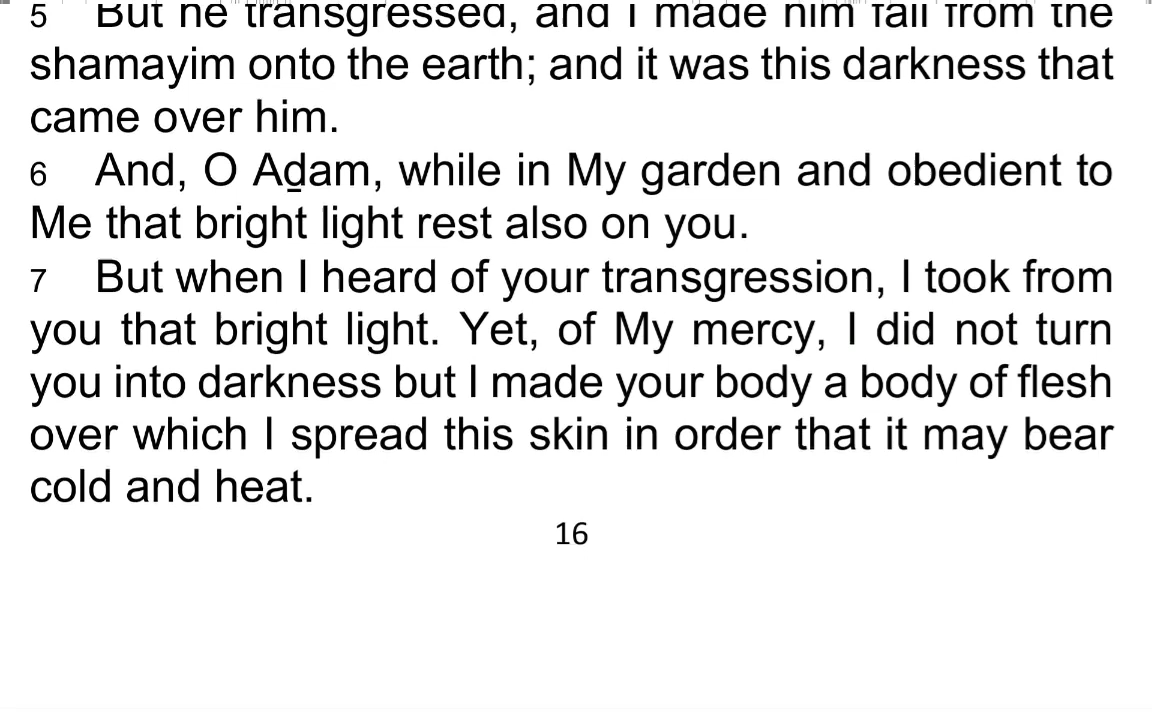 5 But he transgressed, and I made him fall from the
shamayim onto the earth; and it was this darkness that
came over him.
6 And, O Aḏam, while in My garden and obedient to
Me that bright light rest also on you.
7 But when I heard of your transgression, I took from
you that bright light. Yet, of My mercy, I did not turn
you into darkness but I made your body a body of flesh
over which I spread this skin in order that it may bear
cold and heat.
16